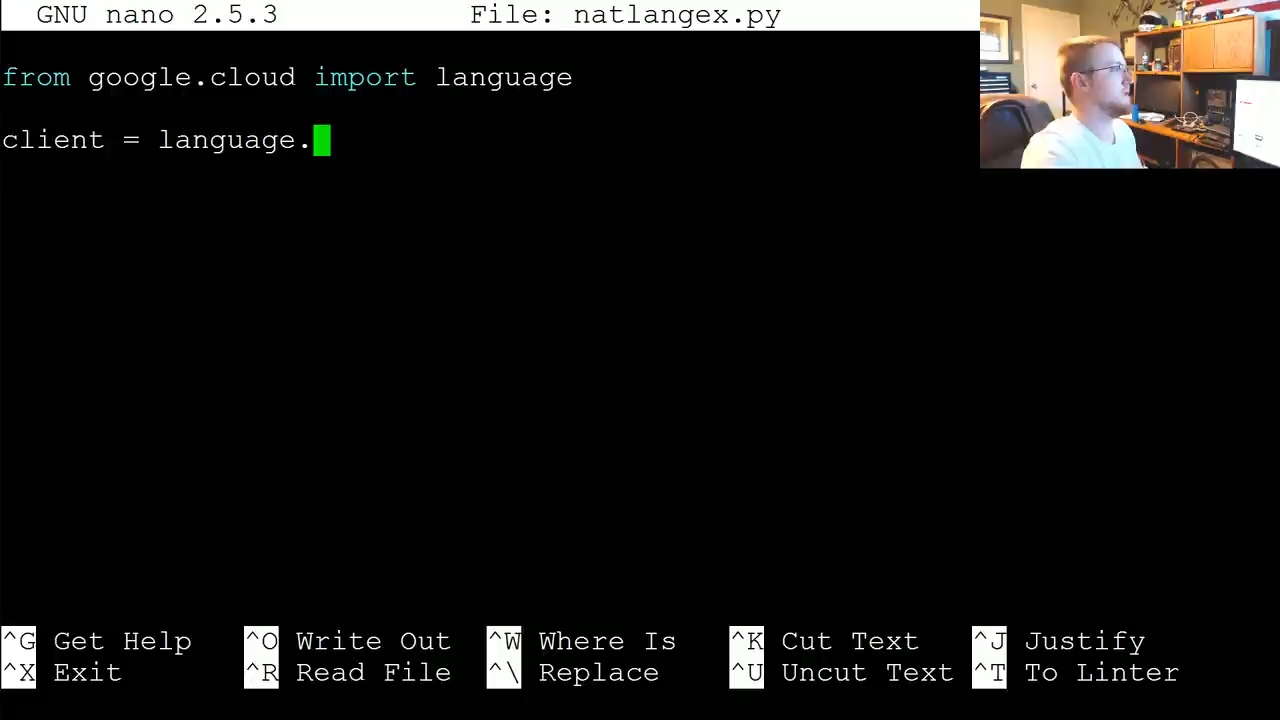 GNU nano 2.5.3 File: natlangex.py
from google.cloud import language
client = language.
^G Get Help ^O Write Out ^W Where Is ^K Cut Text ^J Justify
^X Exit ^R Read File ^\ Replace ^U Uncut Text ^T To Linter